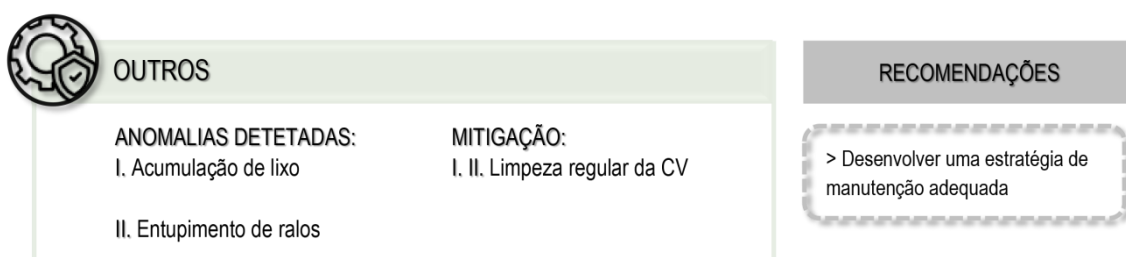 OUTROS
RECOMENDAÇÕES
ANOMALIAS DETETADAS:
I. Acumulação de lixo
II. Entupimento de ralos
MITIGAÇÃO:
I. II. Limpeza regular da CV
> Desenvolver uma estratégia de
manutenção adequada